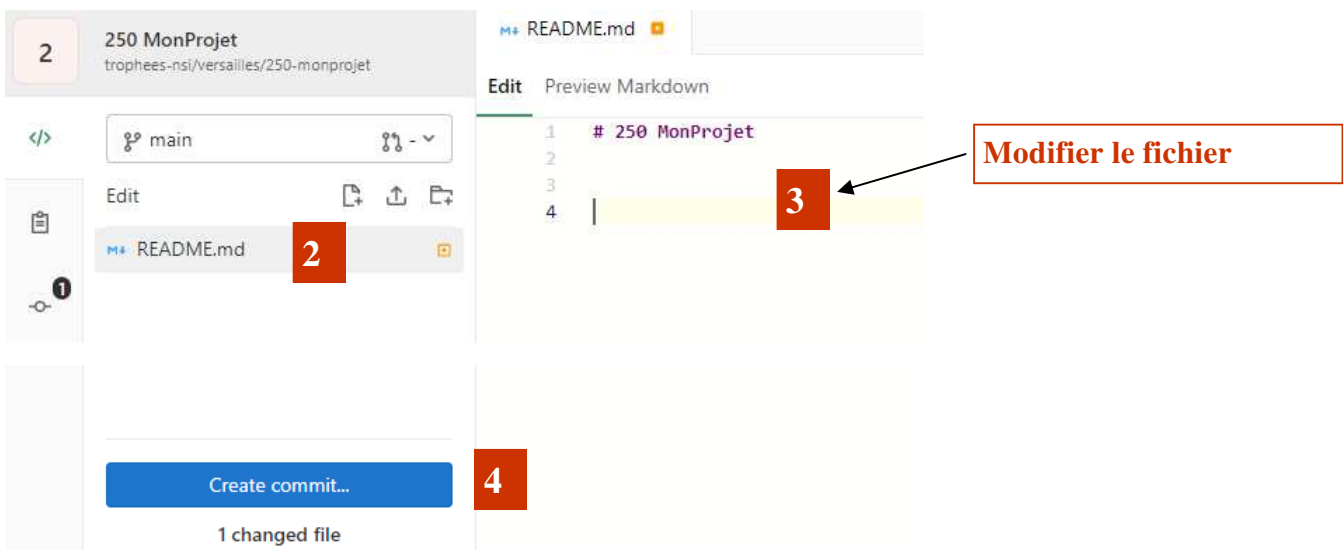 2
250 MonProjet
trophees-nsi/versailles/250-monprojet
</>
main
-
Edit
M↓ README.md
2
1
M↓ README.md
Edit Preview Markdown
1 # 250 MonProjet
2
3
4
3
Modifier le fichier
Create commit...
4
1 changed file